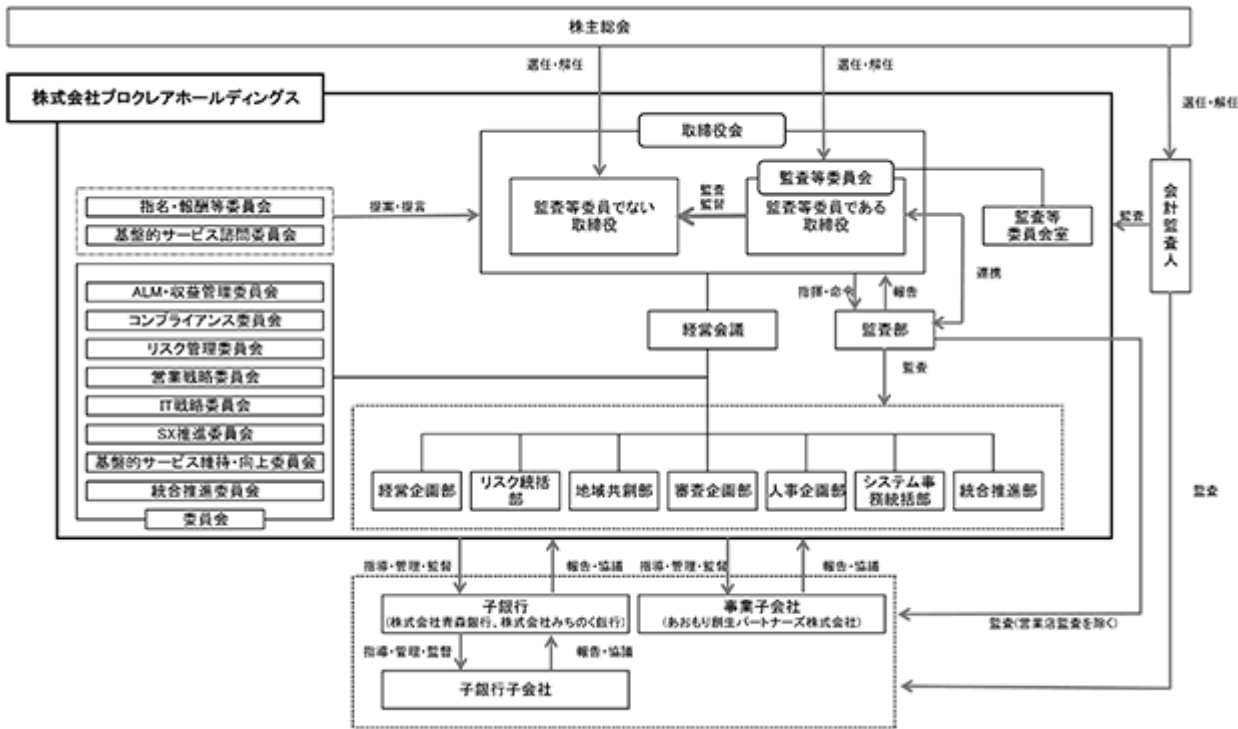 株主総会
選任・解任
選任・解任
選任・解任
株式会社プロクレアホールディングス
取締役会
監査等委員会
監査等委員でない
取締役
監査
監督
監査等委員である
取締役
監査等
委員会室
監査
会計監査人
指名・報酬等委員会
基盤的サービス諮問委員会
提案・提言
連携
指揮・命令
報告
ALM・収益管理委員会
コンプライアンス委員会
リスク管理委員会
営業戦略委員会
IT戦略委員会
SX推進委員会
基盤的サービス維持・向上委員会
統合推進委員会
委員会
経営会議
監査部
監査
経営企画部
リスク統括
部
地域共創部
審査企画部
人事企画部
システム事
務統括部
統合推進部
監査
指導・管理・監督
報告・協議
指導・管理・監督
報告・協議
子銀行
(株式会社青森銀行、株式会社みちのく銀行)
事業子会社
(あおもり創生パートナーズ株式会社)
監査(営業店監査を除く)
指導・管理・監督
報告・協議
子銀行子会社